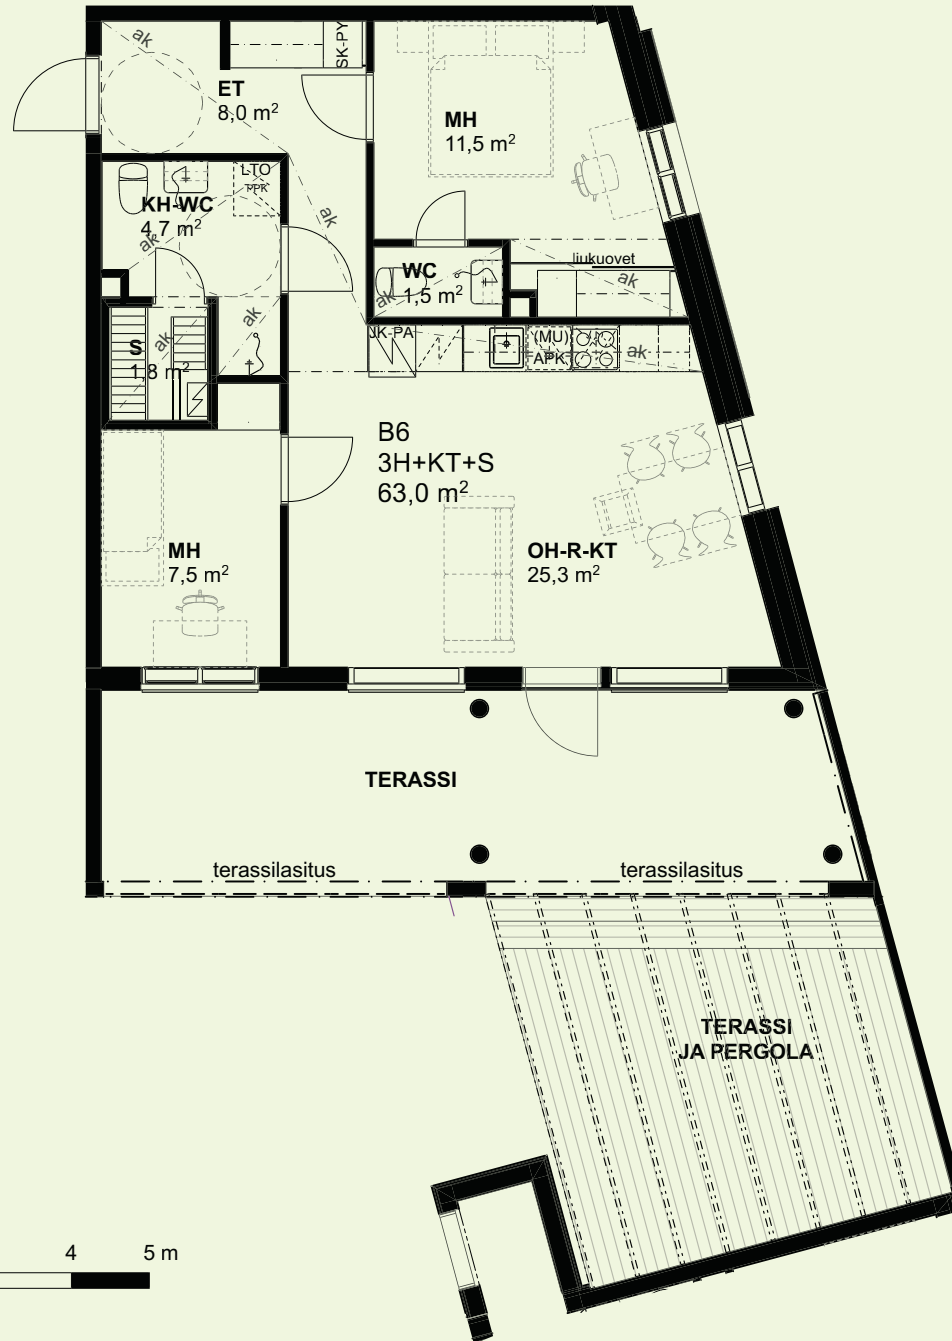 ak
SK-PY
ET
8,0 m²
MH
11,5 m²
LTO
PPK
KH-WC
4,7 m²
ak
ak
WC
1,5 m²
ak
liukuovet
ak
ak
S
1,8 m²
ak
JK-PA
(MU)
APK
ak
B6
3H+KT+S
63,0 m²
MH
7,5 m²
OH-R-KT
25,3 m²
TERASSI
terassilasitus
terassilasitus
TERASSI
JA PERGOLA
4
5 m